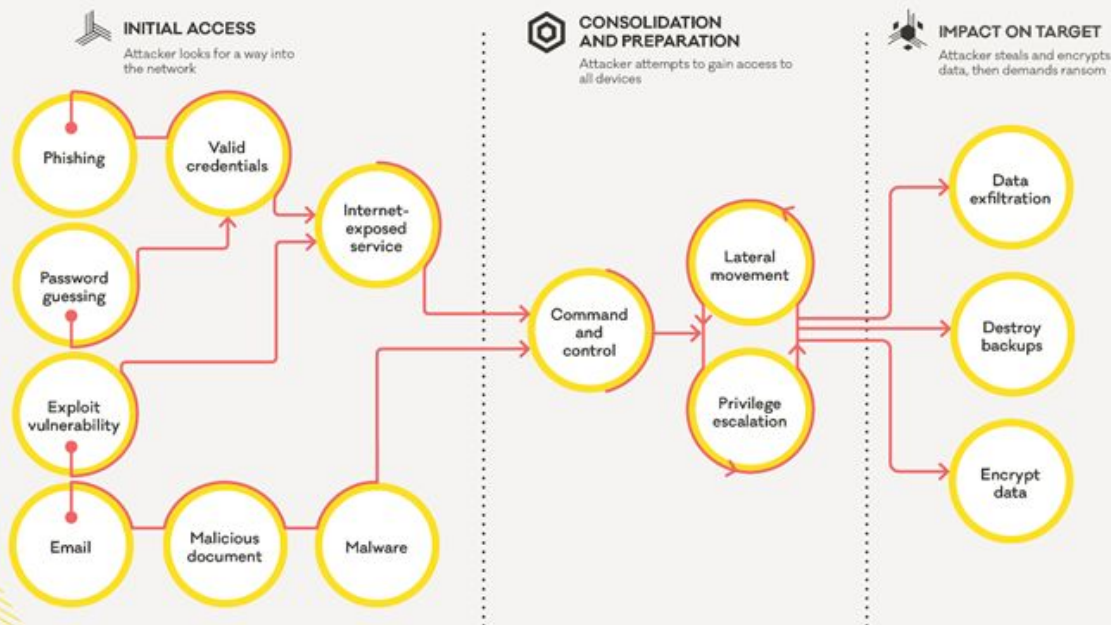 INITIAL ACCESS
Attacker looks for a way into
the network
CONSOLIDATION
AND PREPARATION
Attacker attempts to gain access to
all devices
IMPACT ON TARGET
Attacker steals and encrypts
data, then demands ransom
Phishing
Valid
credentials
Internet-
exposed
service
Password
guessing
Exploit
vulnerability
Email
Malicious
document
Malware
Command
and
control
Lateral
movement
Privilege
escalation
Data
exfiltration
Destroy
backups
Encrypt
data